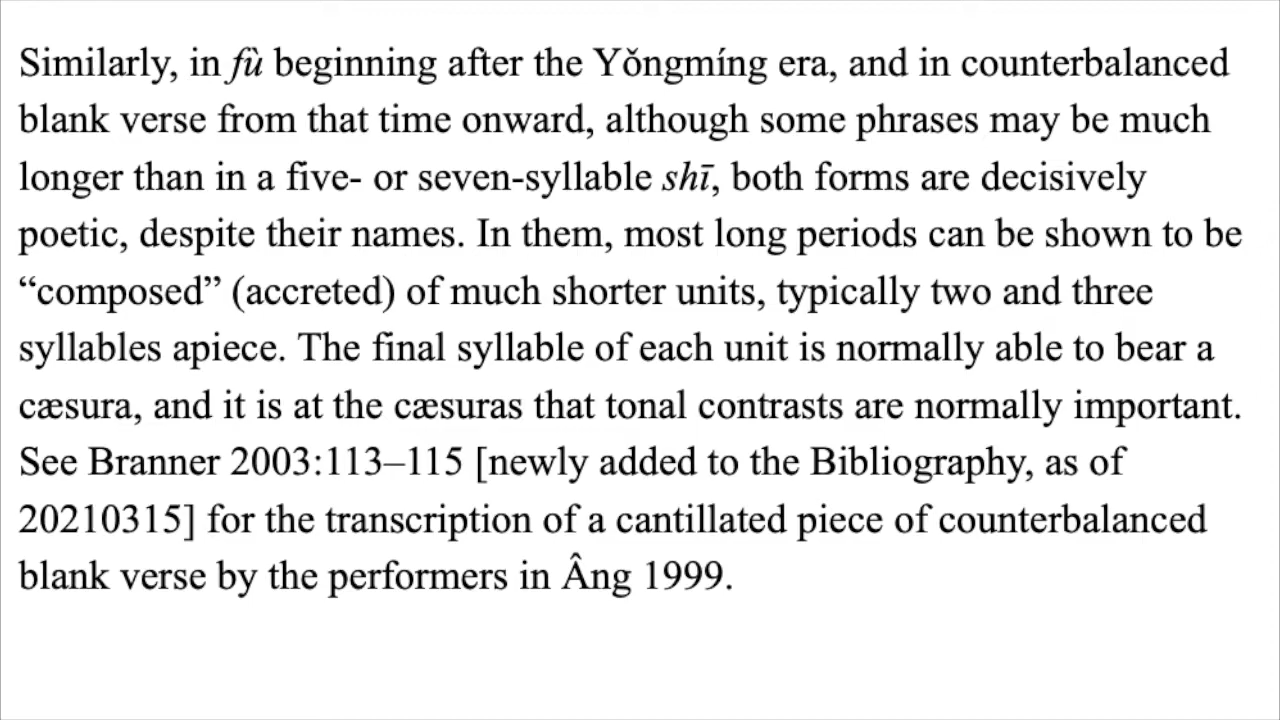 Similarly, in fù beginning after the Yǒngmíng era, and in counterbalanced
blank verse from that time onward, although some phrases may be much
longer than in a five- or seven-syllable shī, both forms are decisively
poetic, despite their names. In them, most long periods can be shown to be
“composed” (accreted) of much shorter units, typically two and three
syllables apiece. The final syllable of each unit is normally able to bear a
cæsura, and it is at the cæsuras that tonal contrasts are normally important.
See Branner 2003:113–115 [newly added to the Bibliography, as of
20210315] for the transcription of a cantillated piece of counterbalanced
blank verse by the performers in Âng 1999.